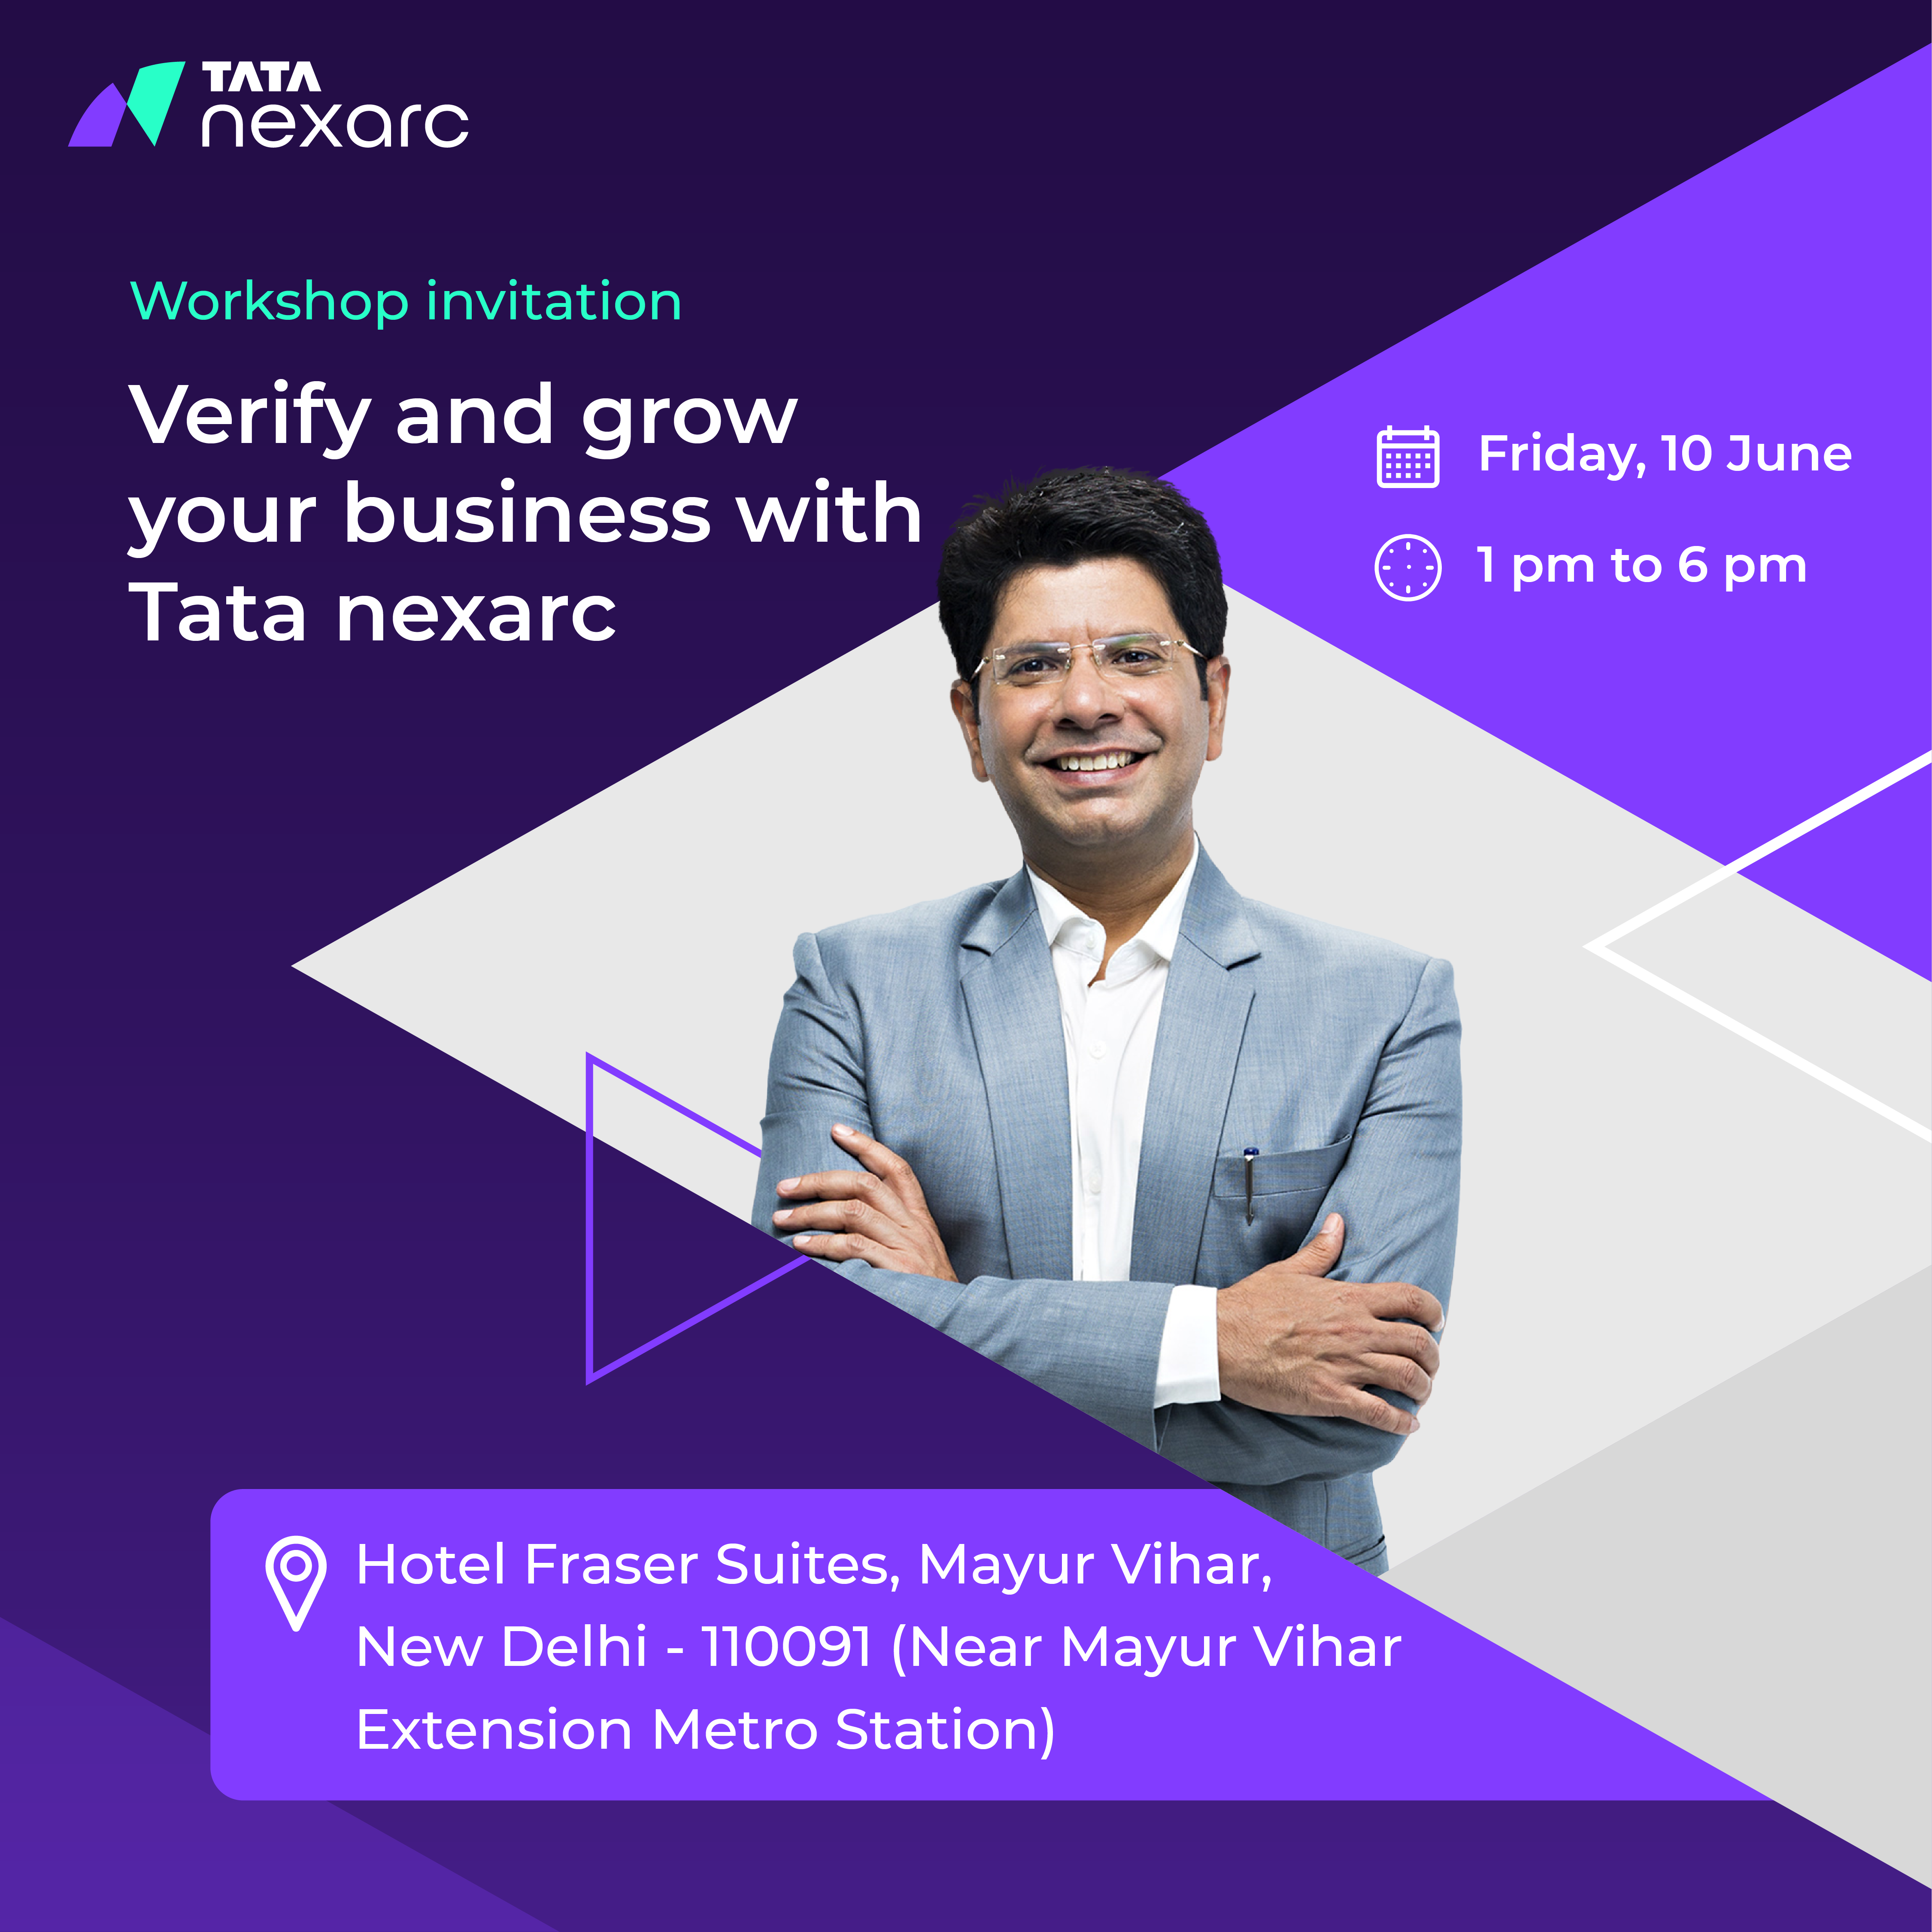 TATA
nexarc
Workshop invitation
Verify and grow
your business with
Tata nexarc
Friday, 10 June
1 pm to 6 pm
Hotel Fraser Suites, Mayur Vihar,
New Delhi - 110091 (Near Mayur Vihar
Extension Metro Station)